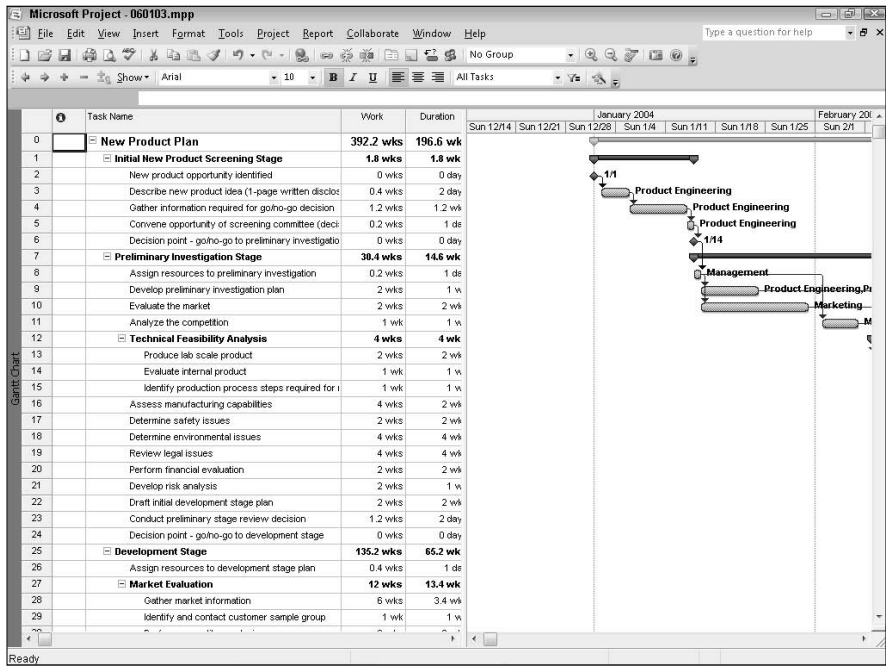 Microsoft Project - 060103.mpp
File Edit View Insert Format Tools Project Report Collaborate Window Help
Type a question for help
No Group
Show Arial 10 B I U All Tasks
Task Name Work Duration
January 2004 February 200
Sun 12/14 Sun 12/21 Sun 12/28 Sun 1/4 Sun 1/11 Sun 1/18 Sun 1/25 Sun 2/1
0 New Product Plan 392.2 wks 196.6 wk
1 Initial New Product Screening Stage 1.8 wks 1.8 wk
2 New product opportunity identified 0 wks 0 day 1/1
3 Describe new product idea (1-page written disclos 0.4 wks 2 day Product Engineering
4 Gather information required for go/no-go decision 1.2 wks 1.2 wk Product Engineering
5 Convene opportunity of screening committee (deci 0.2 wks 1 da Product Engineering
6 Decision point - go/no-go to preliminary investigatio 0 wks 0 day 1/14
7 Preliminary Investigation Stage 30.4 wks 14.6 wk
8 Assign resources to preliminary investigation 0.2 wks 1 da Management
9 Develop preliminary investigation plan 2 wks 1 w Product Engineering,Pr
10 Evaluate the market 2 wks 2 wk Marketing
11 Analyze the competition 1 wk 1 w M
12 Technical Feasibility Analysis 4 wks 4 wk
13 Produce lab scale product 2 wks 2 wk
14 Evaluate internal product 1 wk 1 w
15 Identify production process steps required for 1 wk 1 w
16 Assess manufacturing capabilities 4 wks 2 wk
17 Determine safety issues 2 wks 2 wk
18 Determine environmental issues 4 wks 4 wk
19 Review legal issues 4 wks 4 wk
20 Perform financial evaluation 2 wks 2 wk
21 Develop risk analysis 2 wks 1 w
22 Draft initial development stage plan 2 wks 2 wk
23 Conduct preliminary stage review decision 1.2 wks 2 day
24 Decision point - go/no-go to development stage 0 wks 0 day
25 Development Stage 135.2 wks 65.2 wk
26 Assign resources to development stage plan 0.4 wks 1 da
27 Market Evaluation 12 wks 13.4 wk
28 Gather market information 6 wks 3.4 wk
29 Identify and contact customer sample group 1 wk 1 w
Gantt Chart
Ready